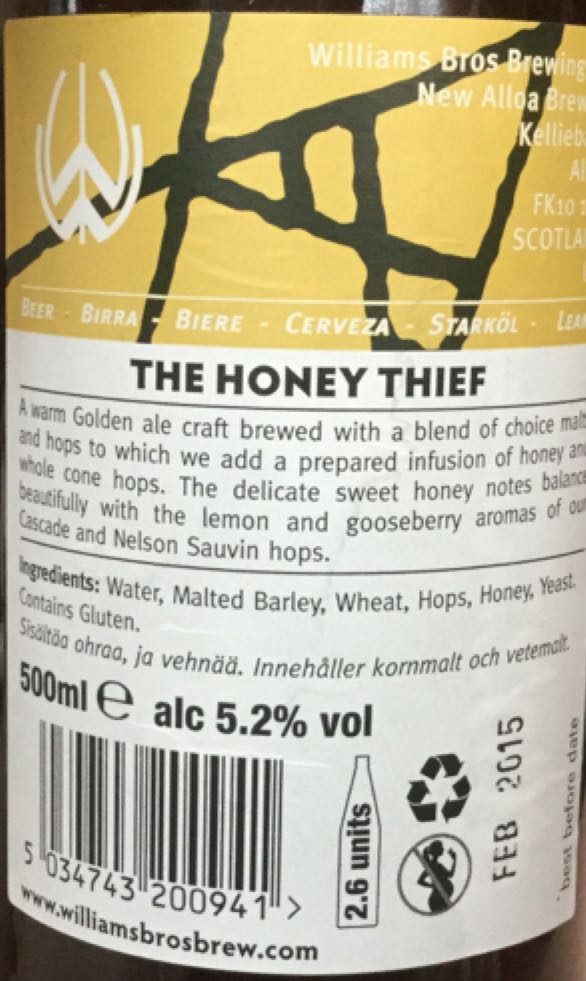 Williams Bros Brewing
New Alloa Brew
Kellieb
Al
FK10 1
SCOTLA
BEER - BIRRA - BIERE - CERVEZA - STARKÖL - LEA
THE HONEY THIEF
A warm Golden ale craft brewed with a blend of choice malt
and hops to which we add a prepared infusion of honey and
whole cone hops. The delicate sweet honey notes balance
beautifully with the lemon and gooseberry aromas of our
Cascade and Nelson Sauvin hops.
Ingredients: Water, Malted Barley, Wheat, Hops, Honey, Yeast.
Contains Gluten.
Sisältää ohraa, ja vehnää. Innehåller kornmalt och vetemalt.
500ml e alc 5.2% vol
5 034743 200941 >
2.6 units
FEB 2015
best before date
www.williamsbrosbrew.com